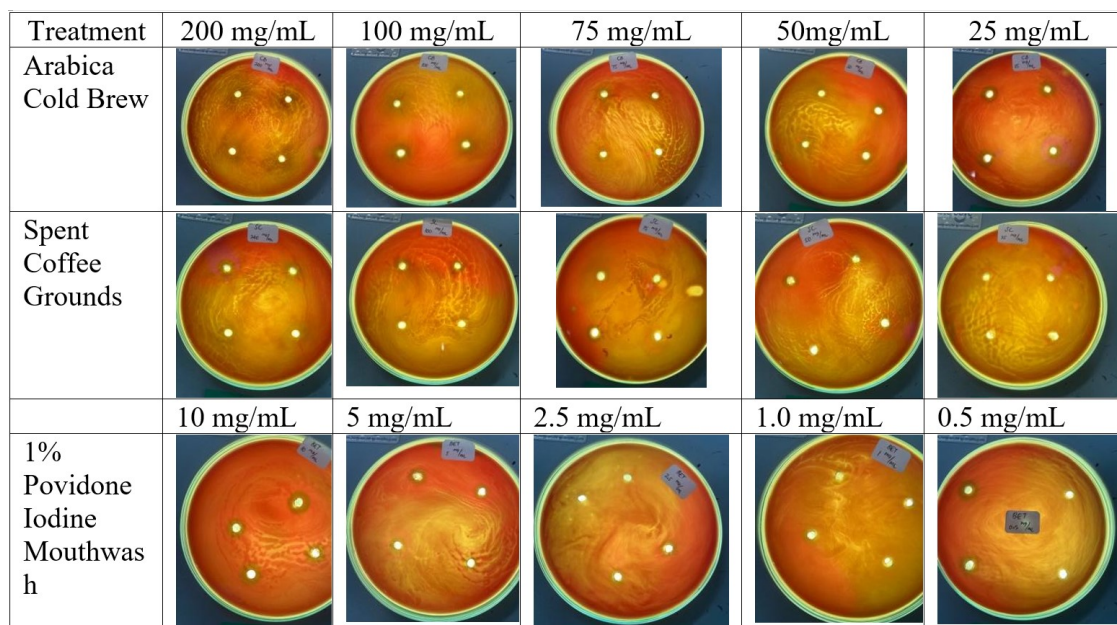 Treatment
200 mg/mL
100 mg/mL
75 mg/mL
50mg/mL
25 mg/mL
Arabica
Cold Brew
Spent
Coffee
Grounds
10 mg/mL
5 mg/mL
2.5 mg/mL
1.0 mg/mL
0.5 mg/mL
1%
Povidone
Iodine
Mouthwas
h